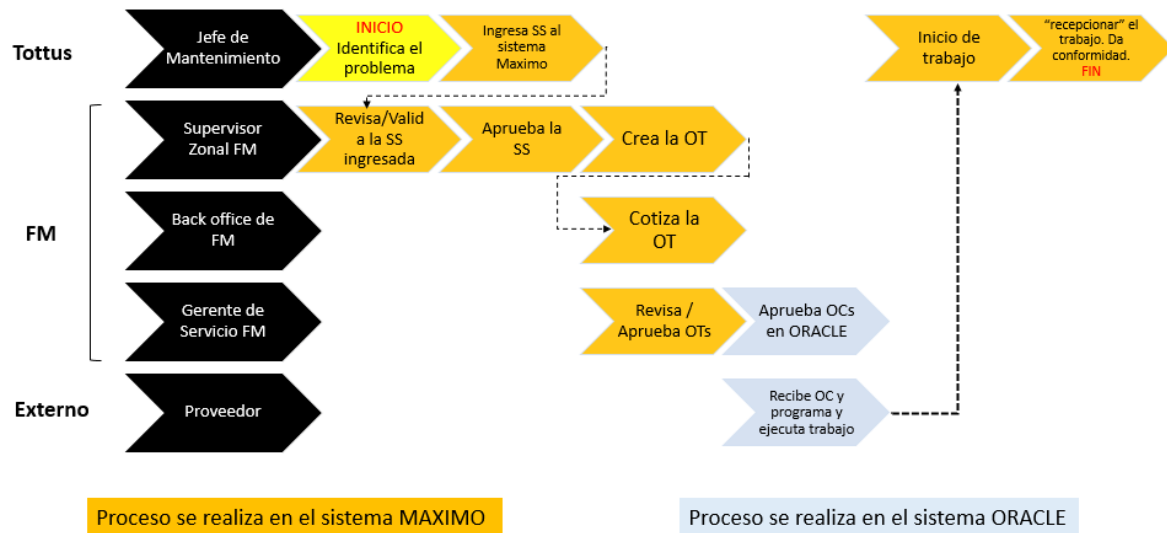 Tottus
Jefe de
Mantenimiento
INICIO
Identifica el
problema
Ingresa SS al
sistema
Maximo
Inicio de
trabajo
“recepcionar” el
trabajo. Da
conformidad.
FIN
FM
Supervisor
Zonal FM
Revisa/Valid
a la SS
ingresada
Aprueba la
SS
Crea la OT
Back office de
FM
Cotiza la
OT
Gerente de
Servicio FM
Revisa /
Aprueba OTs
Aprueba OCs
en ORACLE
Externo
Proveedor
Recibe OC y
programa y
ejecuta trabajo
Proceso se realiza en el sistema MAXIMO
Proceso se realiza en el sistema ORACLE